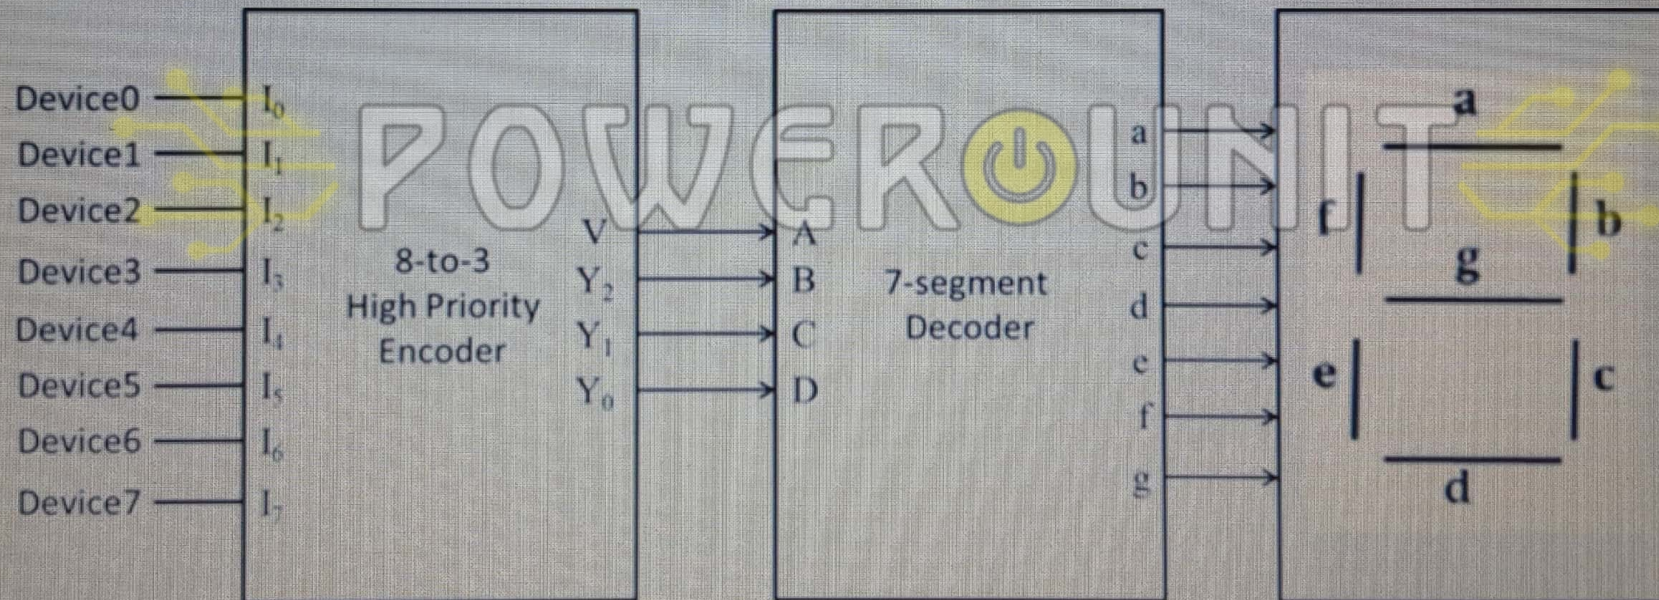 POWERUNIT
Device0
Device1
Device2
Device3
Device4
Device5
Device6
Device7
I₀
I₁
I₂
I₃
I₄
I₅
I₆
I₇
8-to-3
High Priority
Encoder
V
Y₂
Y₁
Y₀
A
B
C
D
7-segment
Decoder
a
b
c
d
e
f
g
a
f
b
g
e
c
d